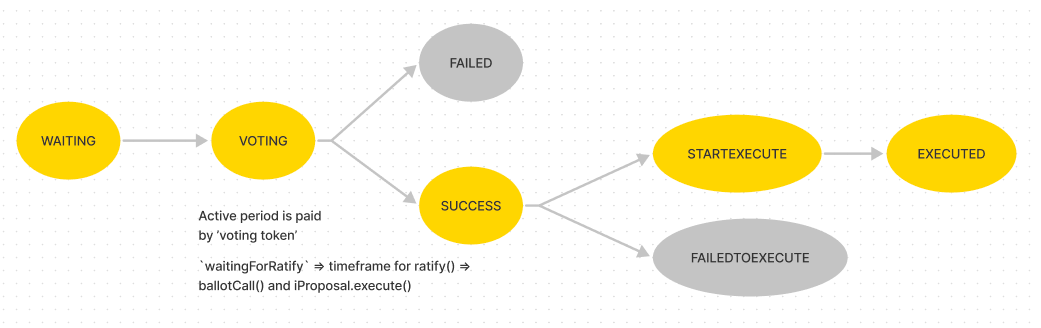 FAILED
WAITING
VOTING
STARTEXECUTE
EXECUTED
SUCCESS
Active period is paid
by ‘voting token’
FAILEDTOEXECUTE
`waitingForRatify` ⇒ timeframe for ratify() ⇒
ballotCall() and iProposal.execute()